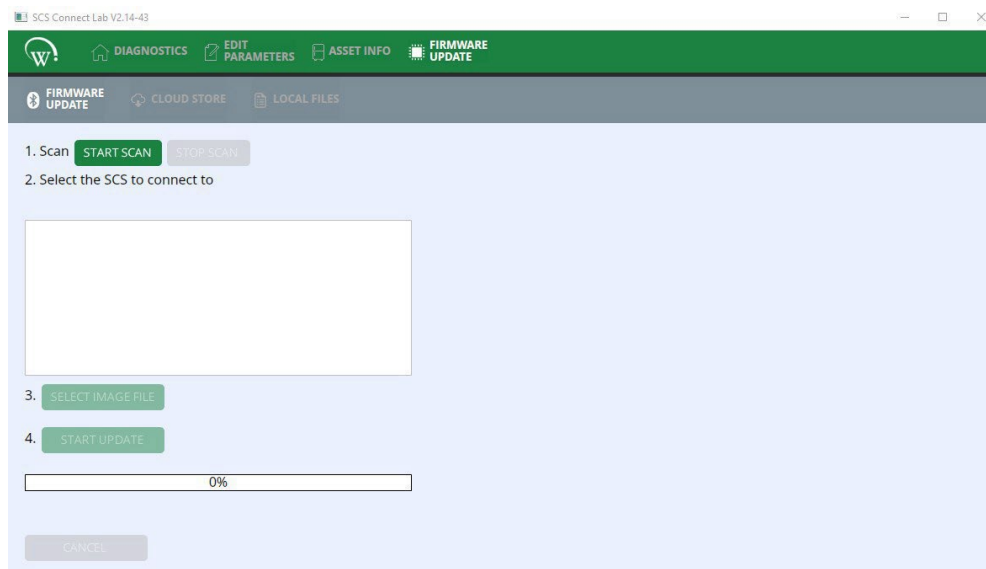 SCS Connect Lab V2.14-43
W
DIAGNOSTICS
EDIT
PARAMETERS
ASSET INFO
FIRMWARE
UPDATE
FIRMWARE
UPDATE
CLOUD STORE
LOCAL FILES
1. Scan START SCAN STOP SCAN
2. Select the SCS to connect to
3. SELECT IMAGE FILE
4. START UPDATE
0%
CANCEL